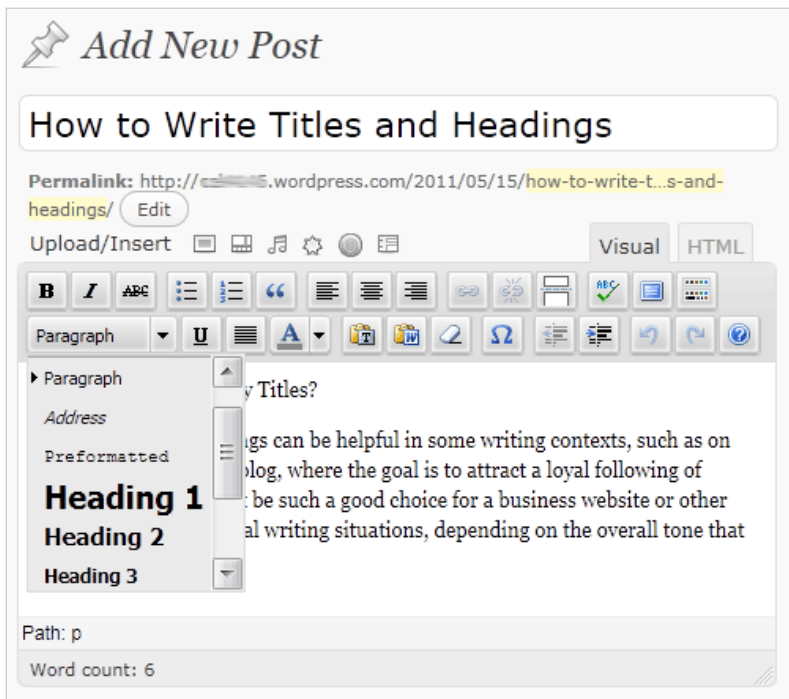 Add New Post
How to Write Titles and Headings
Permalink: http:// .wordpress.com/2011/05/15/how-to-write-t...s-and-
headings/ Edit
Upload/Insert Visual HTML
B I ABC ABC
Paragraph U A T W Ω ?
Paragraph
y Titles?
Address
ngs can be helpful in some writing contexts, such as on
Preformatted
blog, where the goal is to attract a loyal following of
Heading 1
be such a good choice for a business website or other
Heading 2
al writing situations, depending on the overall tone that
Heading 3
Path: p
Word count: 6